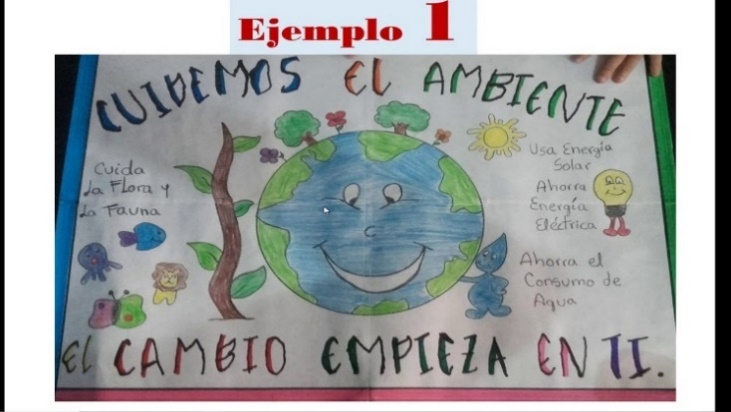 Ejemplo 1
CUIDEMOS EL AMBIENTE
Cuida
La Flora y
La Fauna
Usa Energía
Solar
Ahorra
Energía
Eléctrica
Ahorra el
Consumo de
Agua
EL CAMBIO EMPIEZA EN TI.